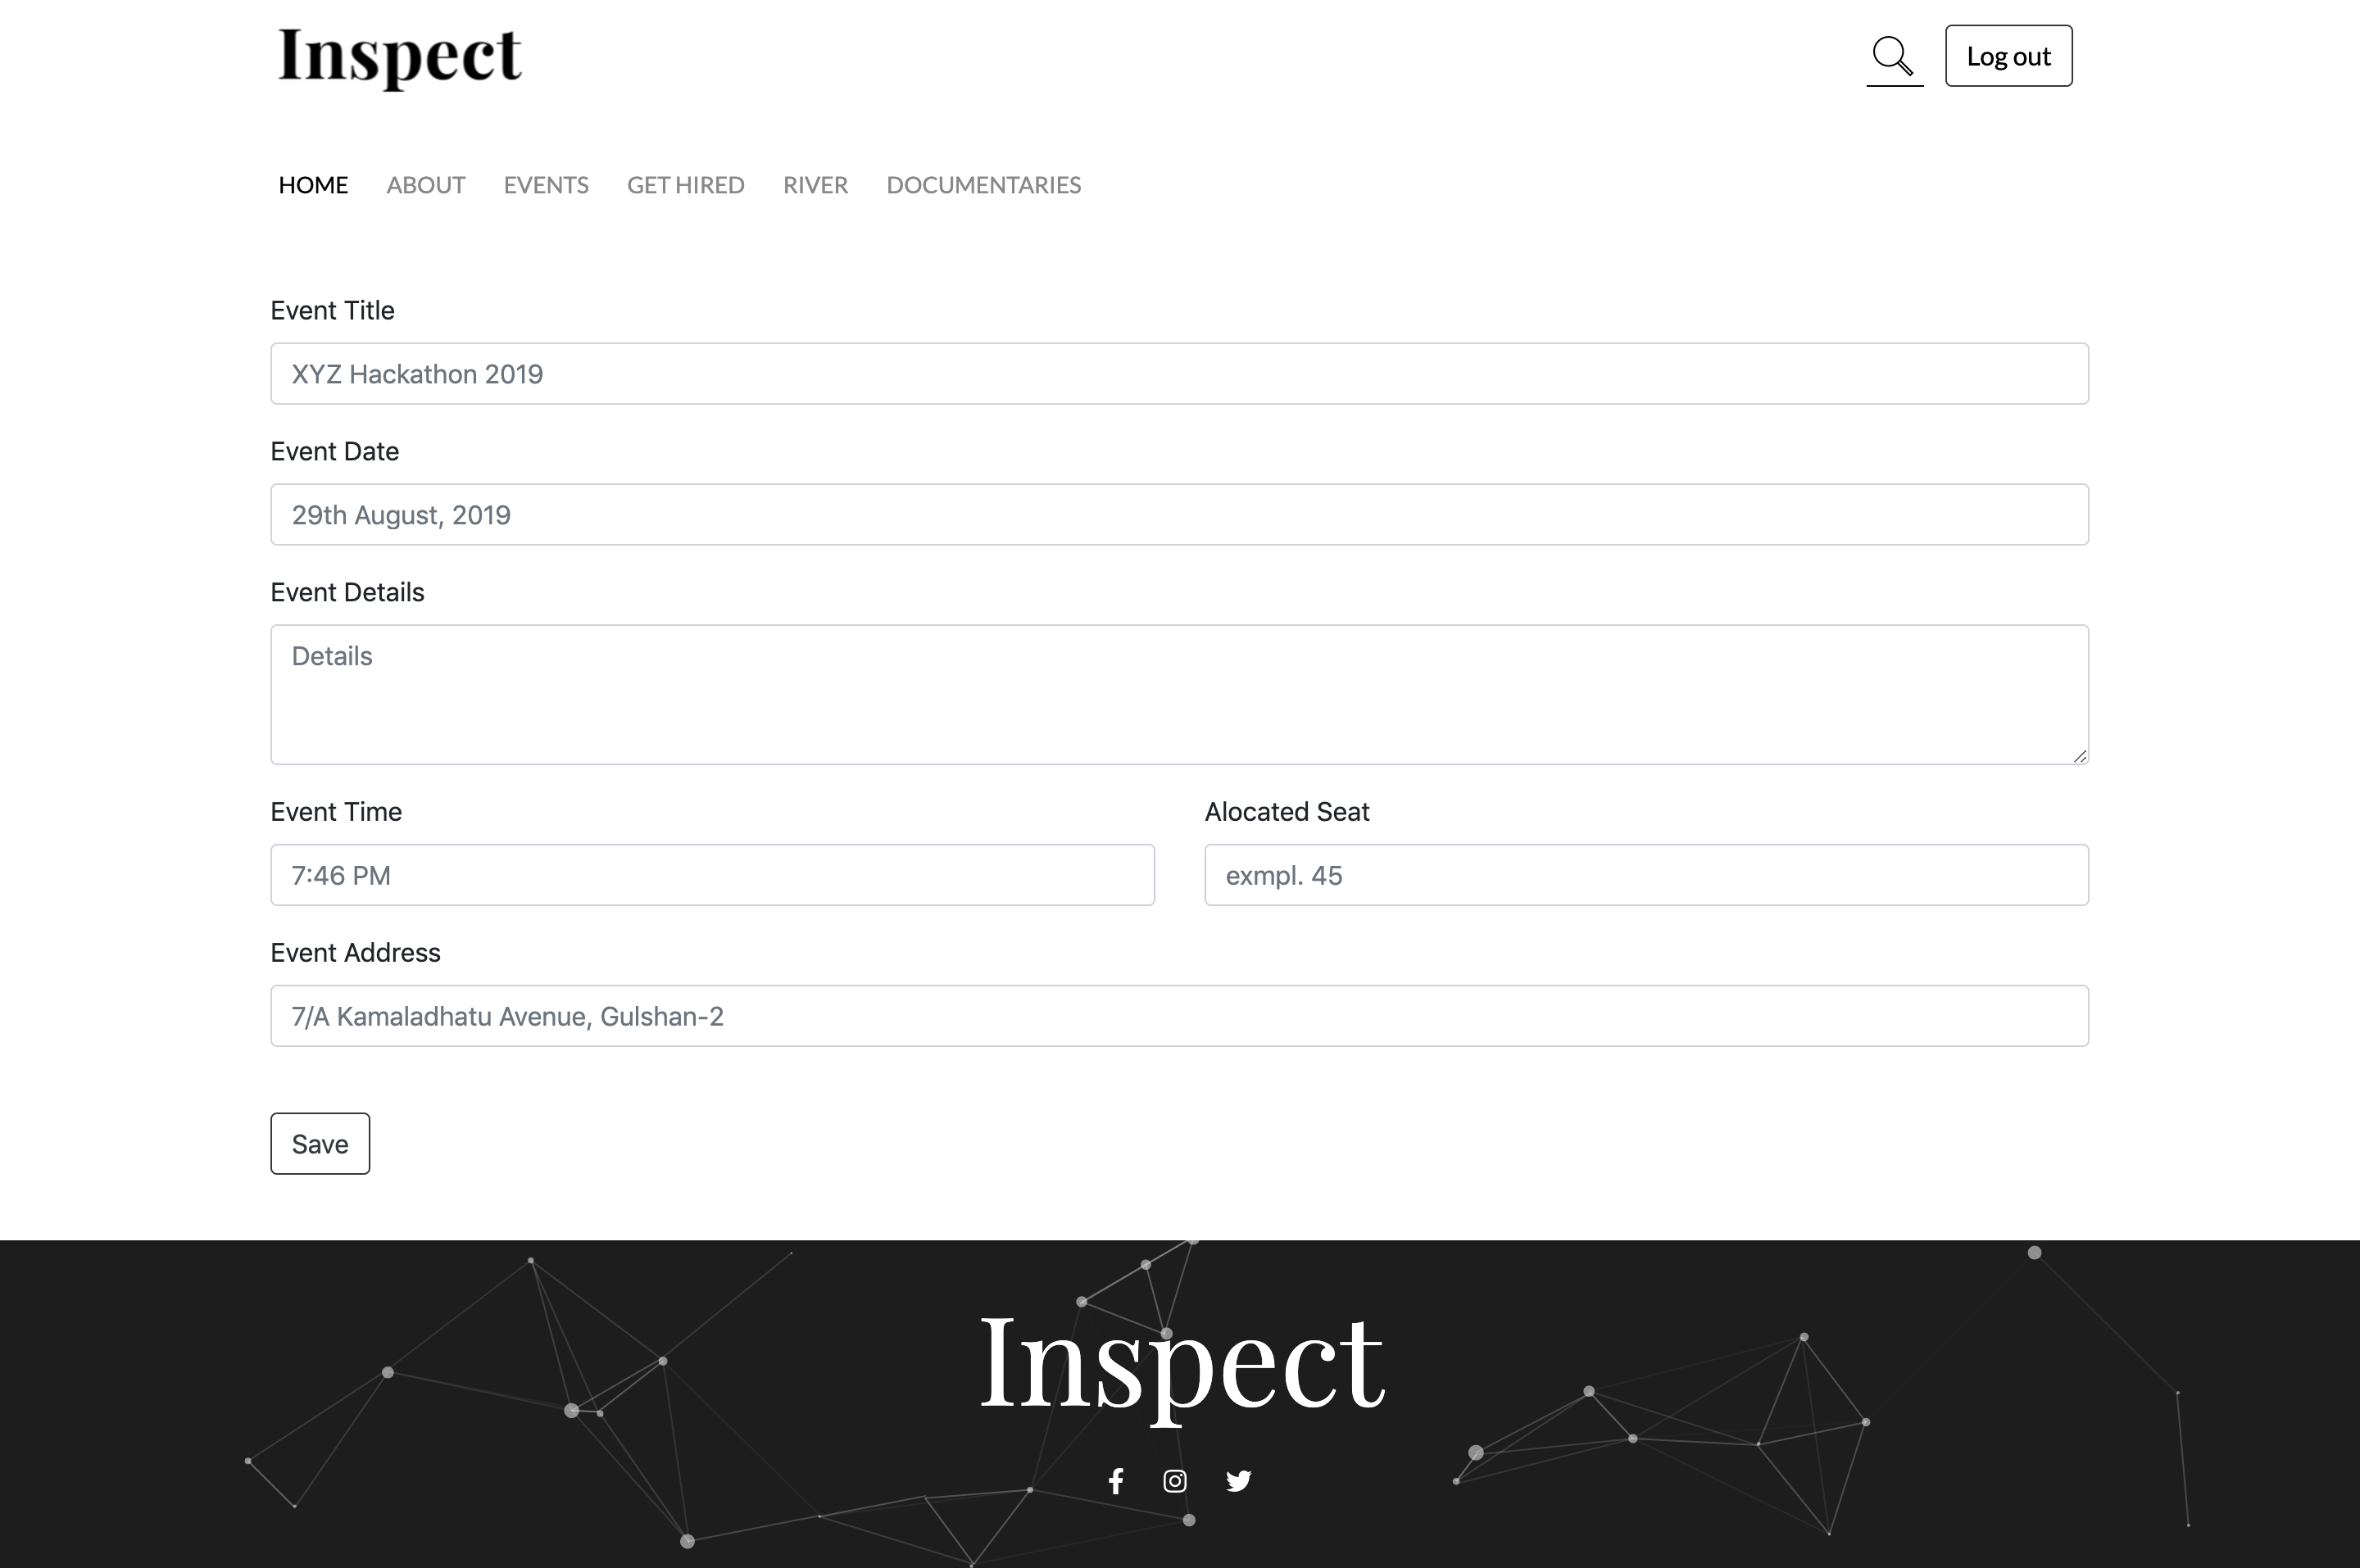 Inspect
Log out
HOME ABOUT EVENTS GET HIRED RIVER DOCUMENTARIES
Event Title
XYZ Hackathon 2019
Event Date
29th August, 2019
Event Details
Details
Event Time Alocated Seat
7:46 PM exmpl. 45
Event Address
7/A Kamaladhatu Avenue, Gulshan-2
Save
Inspect